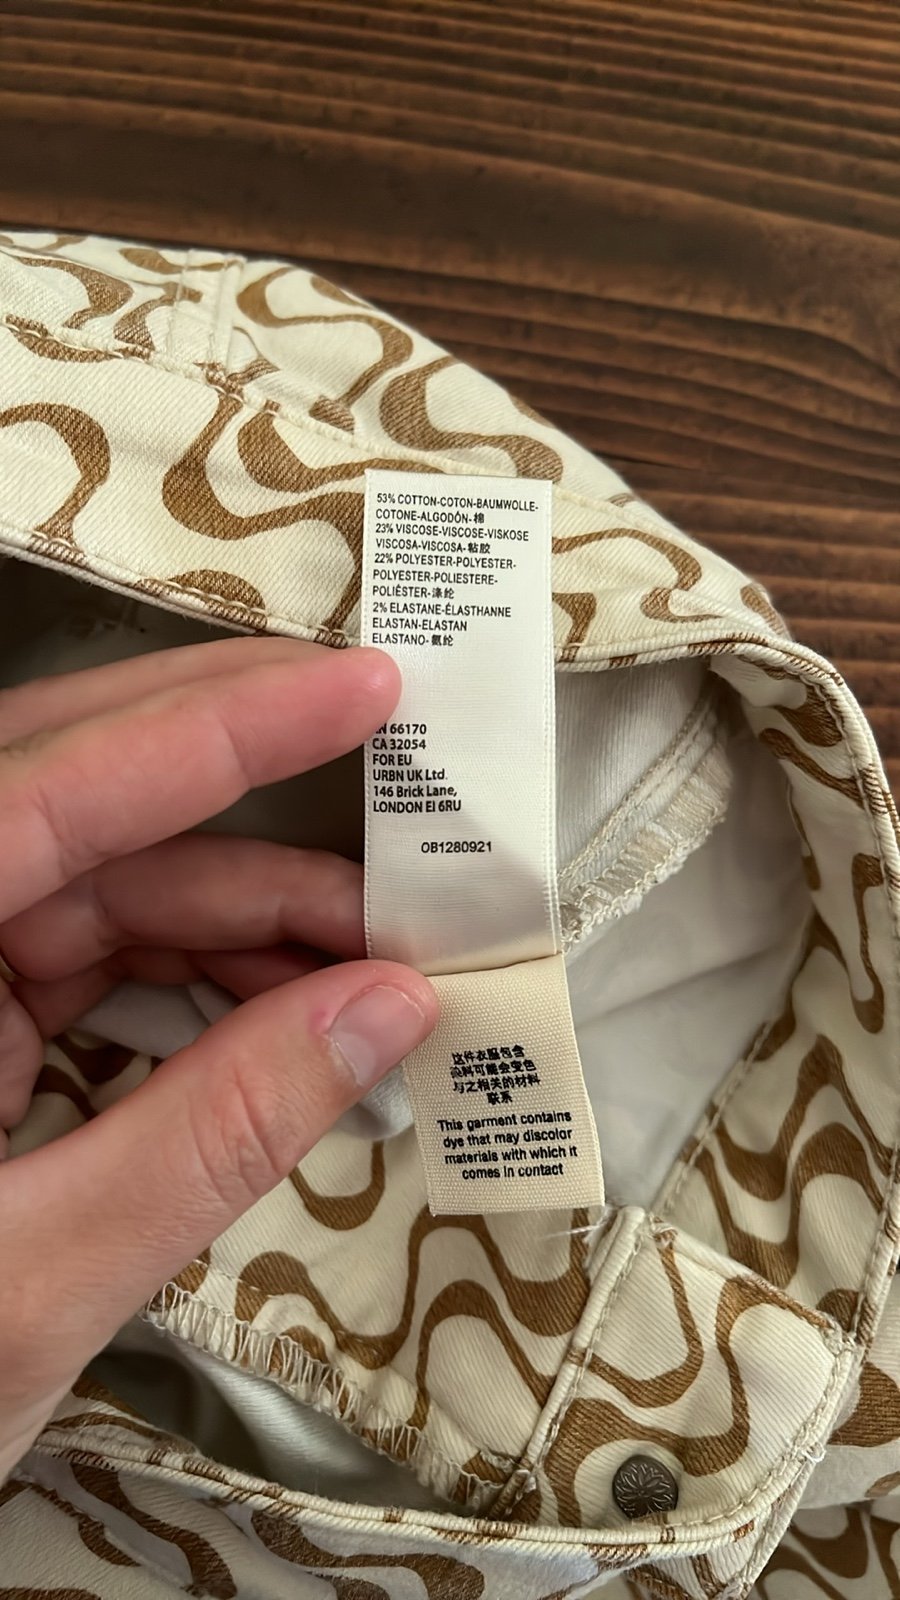 53% COTTON-COTON-BAUMWOLLE-
COTONE-ALGODÓN-棉
23% VISCOSE-VISCOSE-VISKOSE
VISCOSA-VISCOSA-粘胶
22% POLYESTER-POLYESTER-
POLYESTER-POLIESTERE-
POLIÉSTER-涤纶
2% ELASTANE-ÉLASTHANNE
ELASTAN-ELASTAN
ELASTANO-氨纶
66170
CA 32054
FOR EU
URBN UK Ltd.
146 Brick Lane,
LONDON EI 6RU
OB1280921
这件衣服包含
染料可能会变色
与之相关的材料
联系
This garment contains
dye that may discolor
materials with which it
comes in contact